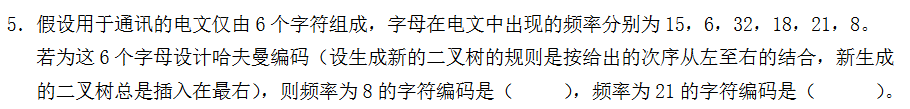 5. 假设用于通讯的电文仅由 6 个字符组成，字母在电文中出现的频率分别为 15，6，32，18，21，8。
若为这 6 个字母设计哈夫曼编码（设生成新的二叉树的规则是按给出的次序从左至右的结合，新生成
的二叉树总是插入在最右），则频率为 8 的字符编码是（      ），频率为 21 的字符编码是（      ）。